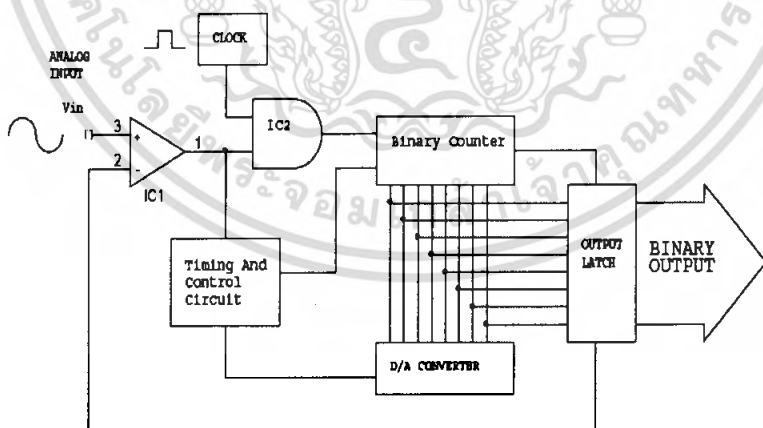 CLOCK
ANALOG
INPUT
Vin
3
+
2
-
1
IC1
IC2
Binary Counter
Timing And
Control
Circuit
OUTPUT
LATCH
BINARY
OUTPUT
D/A CONVERTER